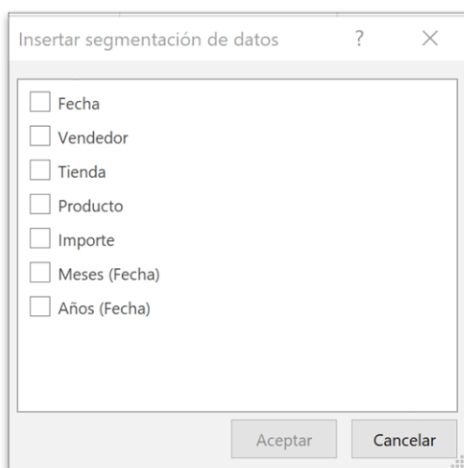 Insertar segmentación de datos ?
Fecha
Vendedor
Tienda
Producto
Importe
Meses (Fecha)
Años (Fecha)
Aceptar Cancelar